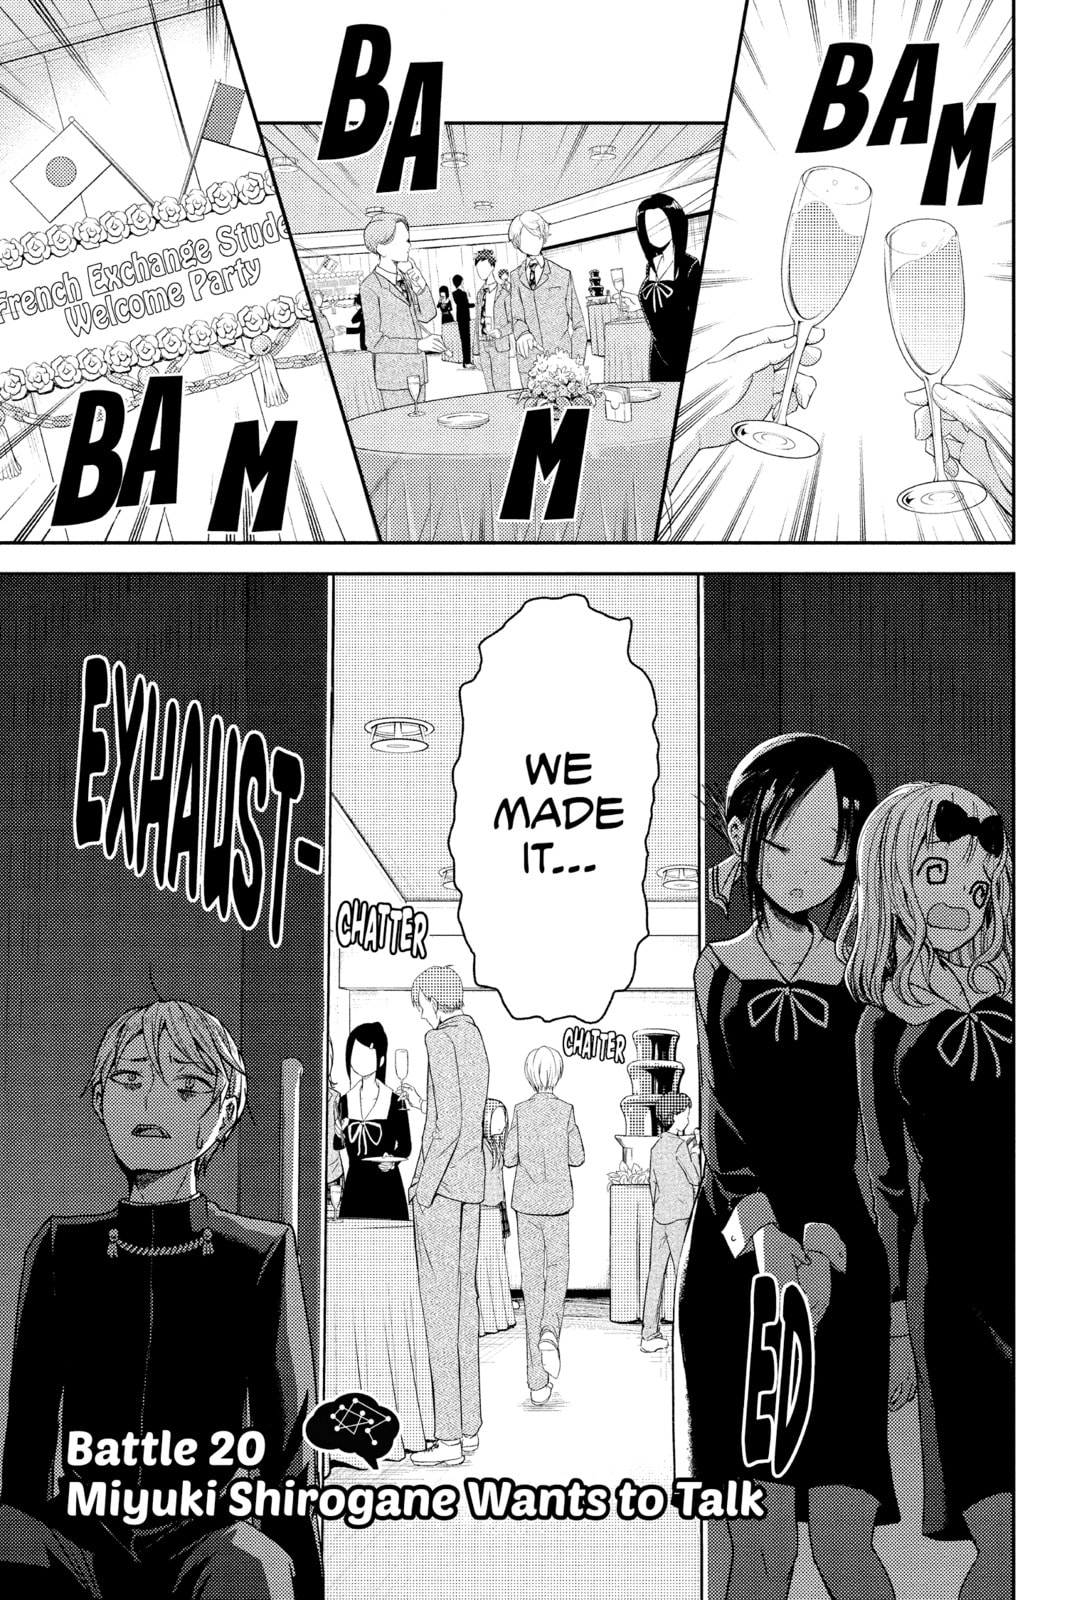 BAM
BA
M
French Exchange Stude
Welcome Party
BAM
WE
MADE
IT...
EXHAUST-
ED
CHATTER
CHATTER
Battle 20
Miyuki Shirogane Wants to Talk